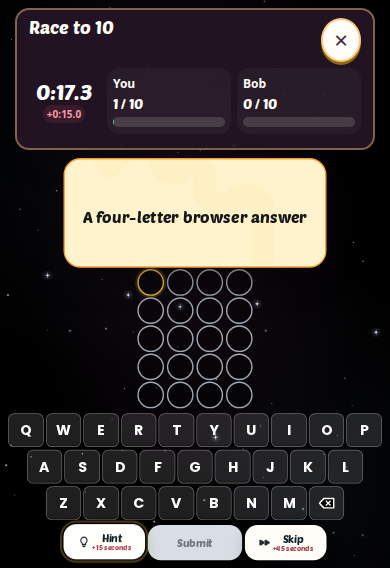 Race to 10
×
0:17.3
+0:15.0
You
1 / 10
Bob
0 / 10
A four-letter browser answer
Q W E R T Y U I O P
A S D F G H J K L
Z X C V B N M
Hint
+15 seconds
Submit
Skip
+45 seconds